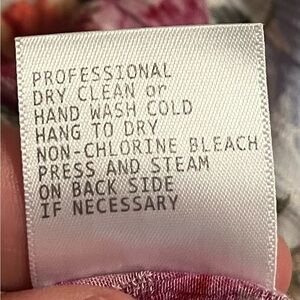 PROFESSIONAL
DRY CLEAN or
HAND WASH COLD
HANG TO DRY
NON-CHLORINE BLEACH
PRESS AND STEAM
ON BACK SIDE
IF NECESSARY